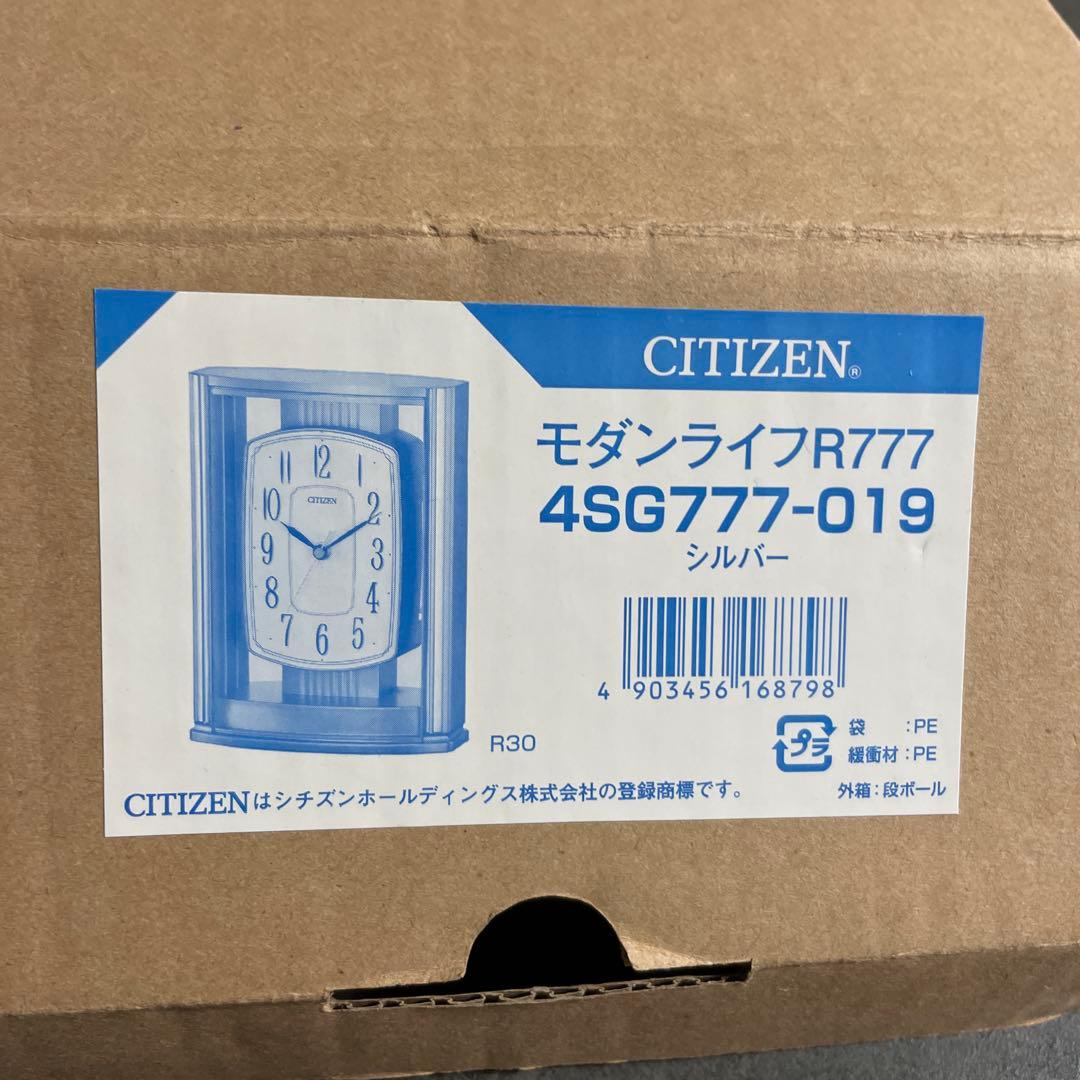 CITIZEN®
モダンライフR777
4SG777-019
シルバー
11 12 1
10 CITIZEN 2
9 3
8 4
7 6 5
4 903456 168798
R30
プラ
袋 :PE
緩衝材:PE
外箱:段ボール
CITIZENはシチズンホールディングス株式会社の登録商標です。